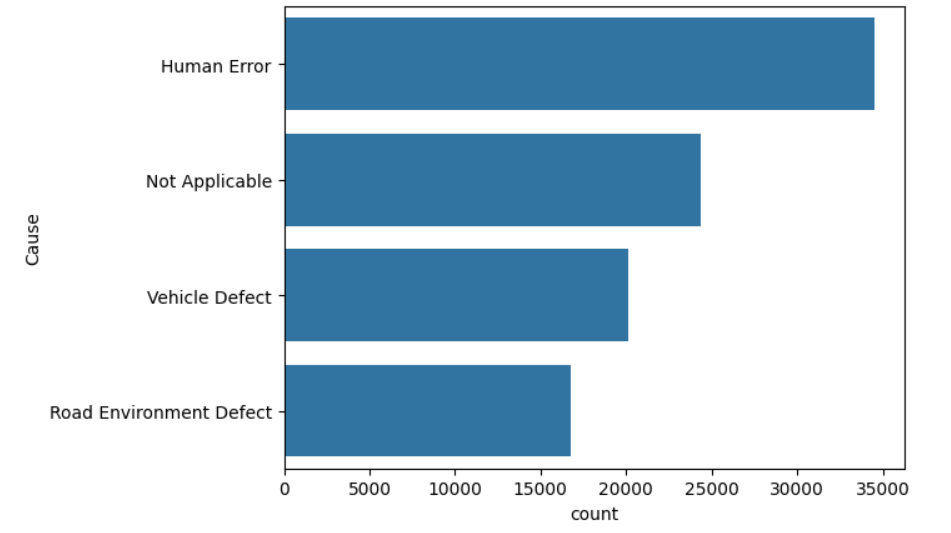 Human Error
Not Applicable
Cause
Vehicle Defect
Road Environment Defect
0 5000 10000 15000 20000 25000 30000 35000
count